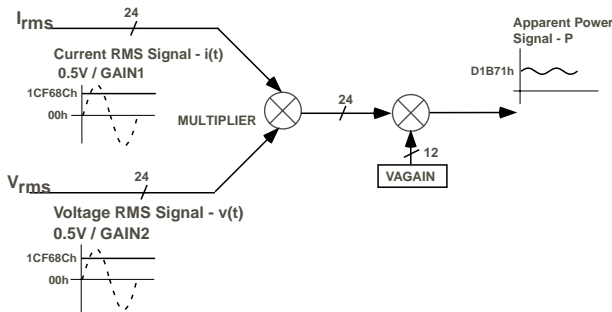 Irms
24
Current RMS Signal - i(t)
0.5V / GAIN1
1CF68Ch
00h
MULTIPLIER
24
VAGAIN
12
Apparent Power
Signal - P
D1B71h
Vrms
24
Voltage RMS Signal - v(t)
0.5V / GAIN2
1CF68Ch
00h